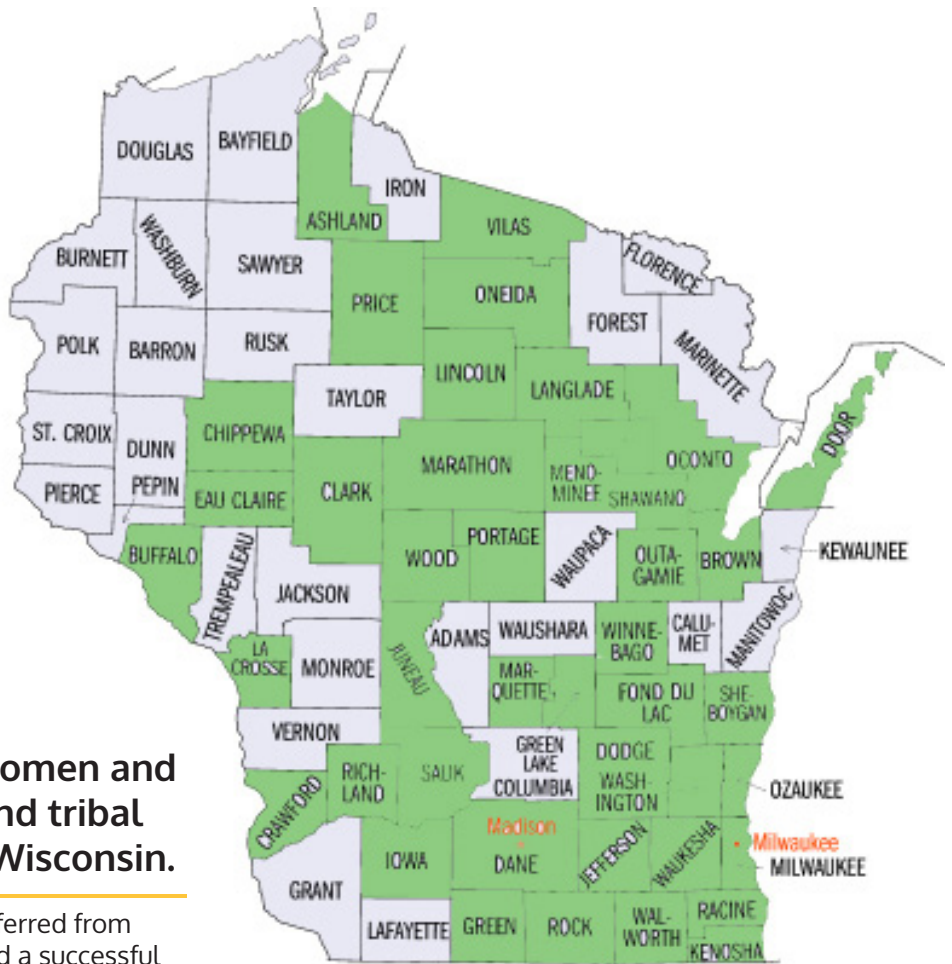 DOUGLAS
BAYFIELD
IRON
ASHLAND
VILAS
BURNETT
WASHBURN
SAWYER
FLORENCE
PRICE
ONEIDA
FOREST
POLK
BARRON
RUSK
MARINETTE
LINCOLN
TAYLOR
LANGLADE
ST. CROIX
DUNN
CHIPPEWA
DOOR
MARATHON
OCONTO
PIERCE
PEPIN
EAU CLAIRE
CLARK
MENO-
MINEE
SHAWANO
BUFFALO
TREMPEALEAU
WOOD
PORTAGE
WAUPACA
OUTA-
GAMIE
BROWN
KEWAUNEE
JACKSON
ADAMS
WAUSHARA
WINNE-
BAGO
CALU-
MET
MANITOWOC
LA
CROSSE
MONROE
JUNEAU
MAR-
QUETTE
FOND DU
LAC
SHE-
BOYGAN
VERNON
GREEN
LAKE
COLUMBIA
DODGE
omen and
nd tribal
Wisconsin.
CRAWFORD
RICH-
LAND
SAUK
WASH-
INGTON
OZAUKEE
Madison
Milwaukee
IOWA
DANE
JEFFERSON
WAUKESHA
MILWAUKEE
GRANT
LAFAYETTE
GREEN
ROCK
WAL-
WORTH
RACINE
KENOSHA
ferred from
d a successful